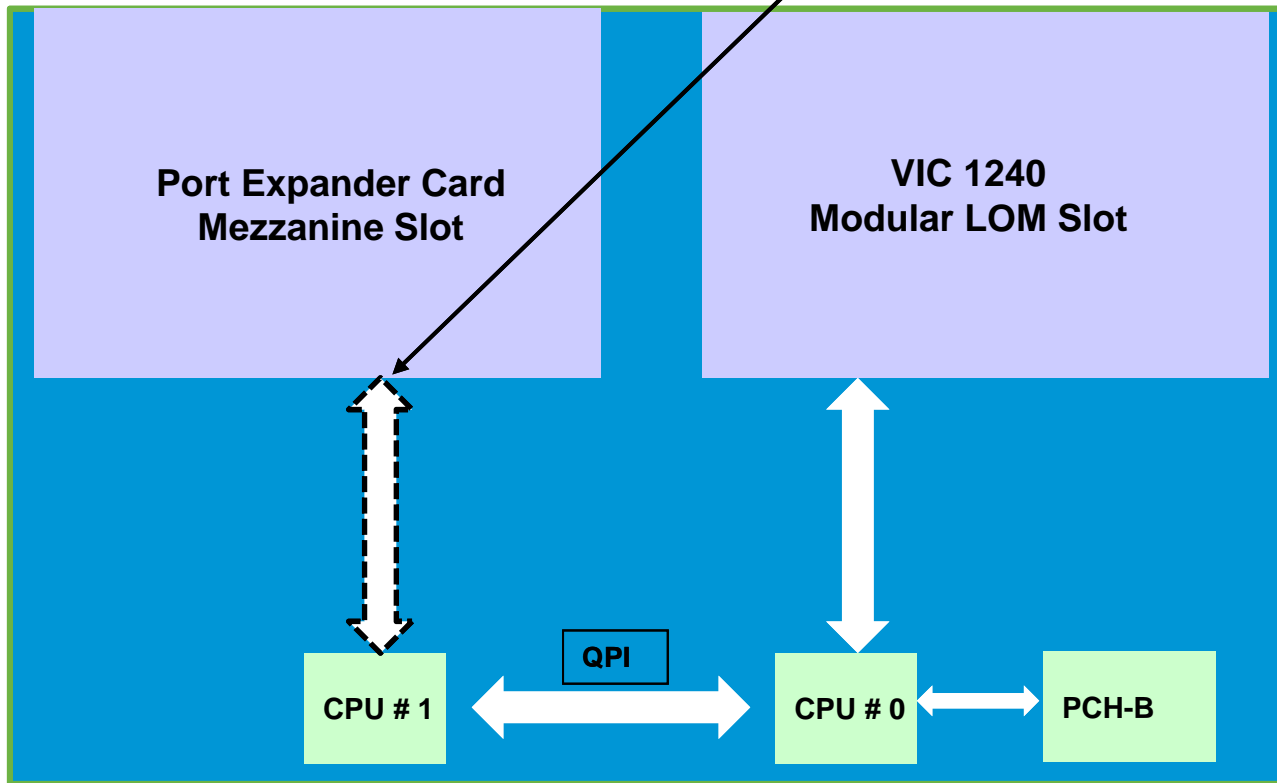 Port Expander Card
Mezzanine Slot
VIC 1240
Modular LOM Slot
QPI
CPU # 1
CPU # 0
PCH-B